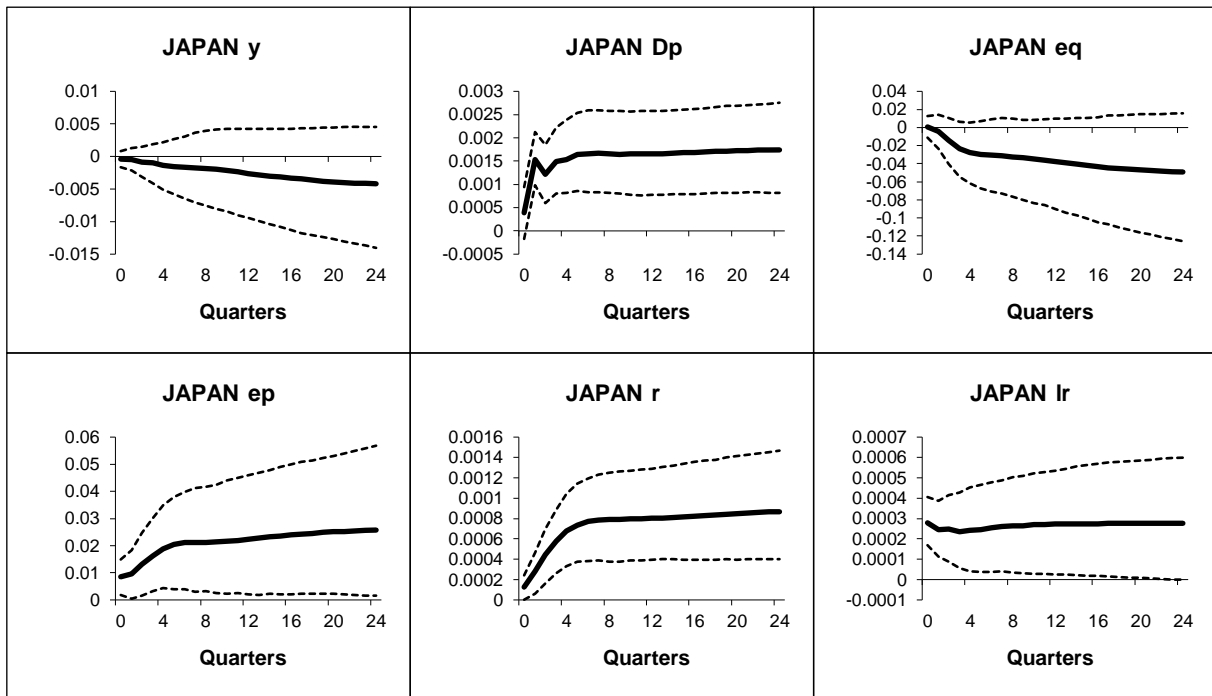 JAPAN y
0.01
0.005
0
-0.005
-0.01
-0.015
0 4 8 12 16 20 24
Quarters
JAPAN Dp
0.003
0.0025
0.002
0.0015
0.001
0.0005
0
-0.0005
0 4 8 12 16 20 24
Quarters
JAPAN eq
0.04
0.02
0
-0.02
-0.04
-0.06
-0.08
-0.1
-0.12
-0.14
0 4 8 12 16 20 24
Quarters
JAPAN ep
0.06
0.05
0.04
0.03
0.02
0.01
0
0 4 8 12 16 20 24
Quarters
JAPAN r
0.0016
0.0014
0.0012
0.001
0.0008
0.0006
0.0004
0.0002
0
0 4 8 12 16 20 24
Quarters
JAPAN lr
0.0007
0.0006
0.0005
0.0004
0.0003
0.0002
0.0001
0
-0.0001
0 4 8 12 16 20 24
Quarters